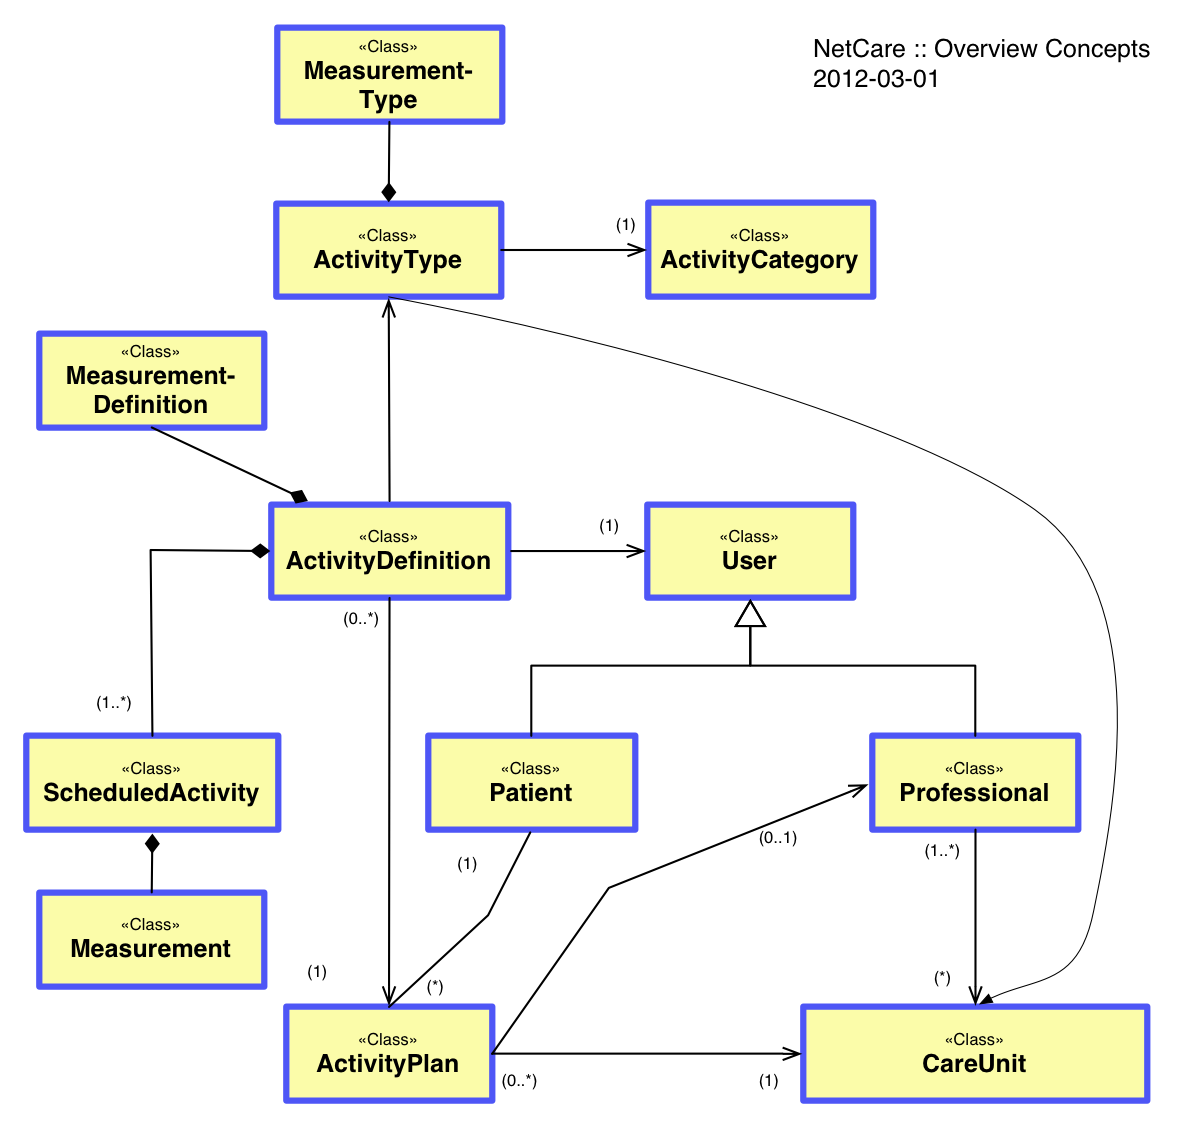 NetCare :: Overview Concepts
2012-03-01
«Class»
Measurement-
Type
«Class»
ActivityType
(1)
«Class»
ActivityCategory
«Class»
Measurement-
Definition
«Class»
ActivityDefinition
(1)
«Class»
User
(0..*)
(1..*)
«Class»
ScheduledActivity
«Class»
Patient
«Class»
Professional
(1)
(0..1)
(1..*)
«Class»
Measurement
(1)
(*)
(*)
«Class»
ActivityPlan
(0..*)
(1)
«Class»
CareUnit